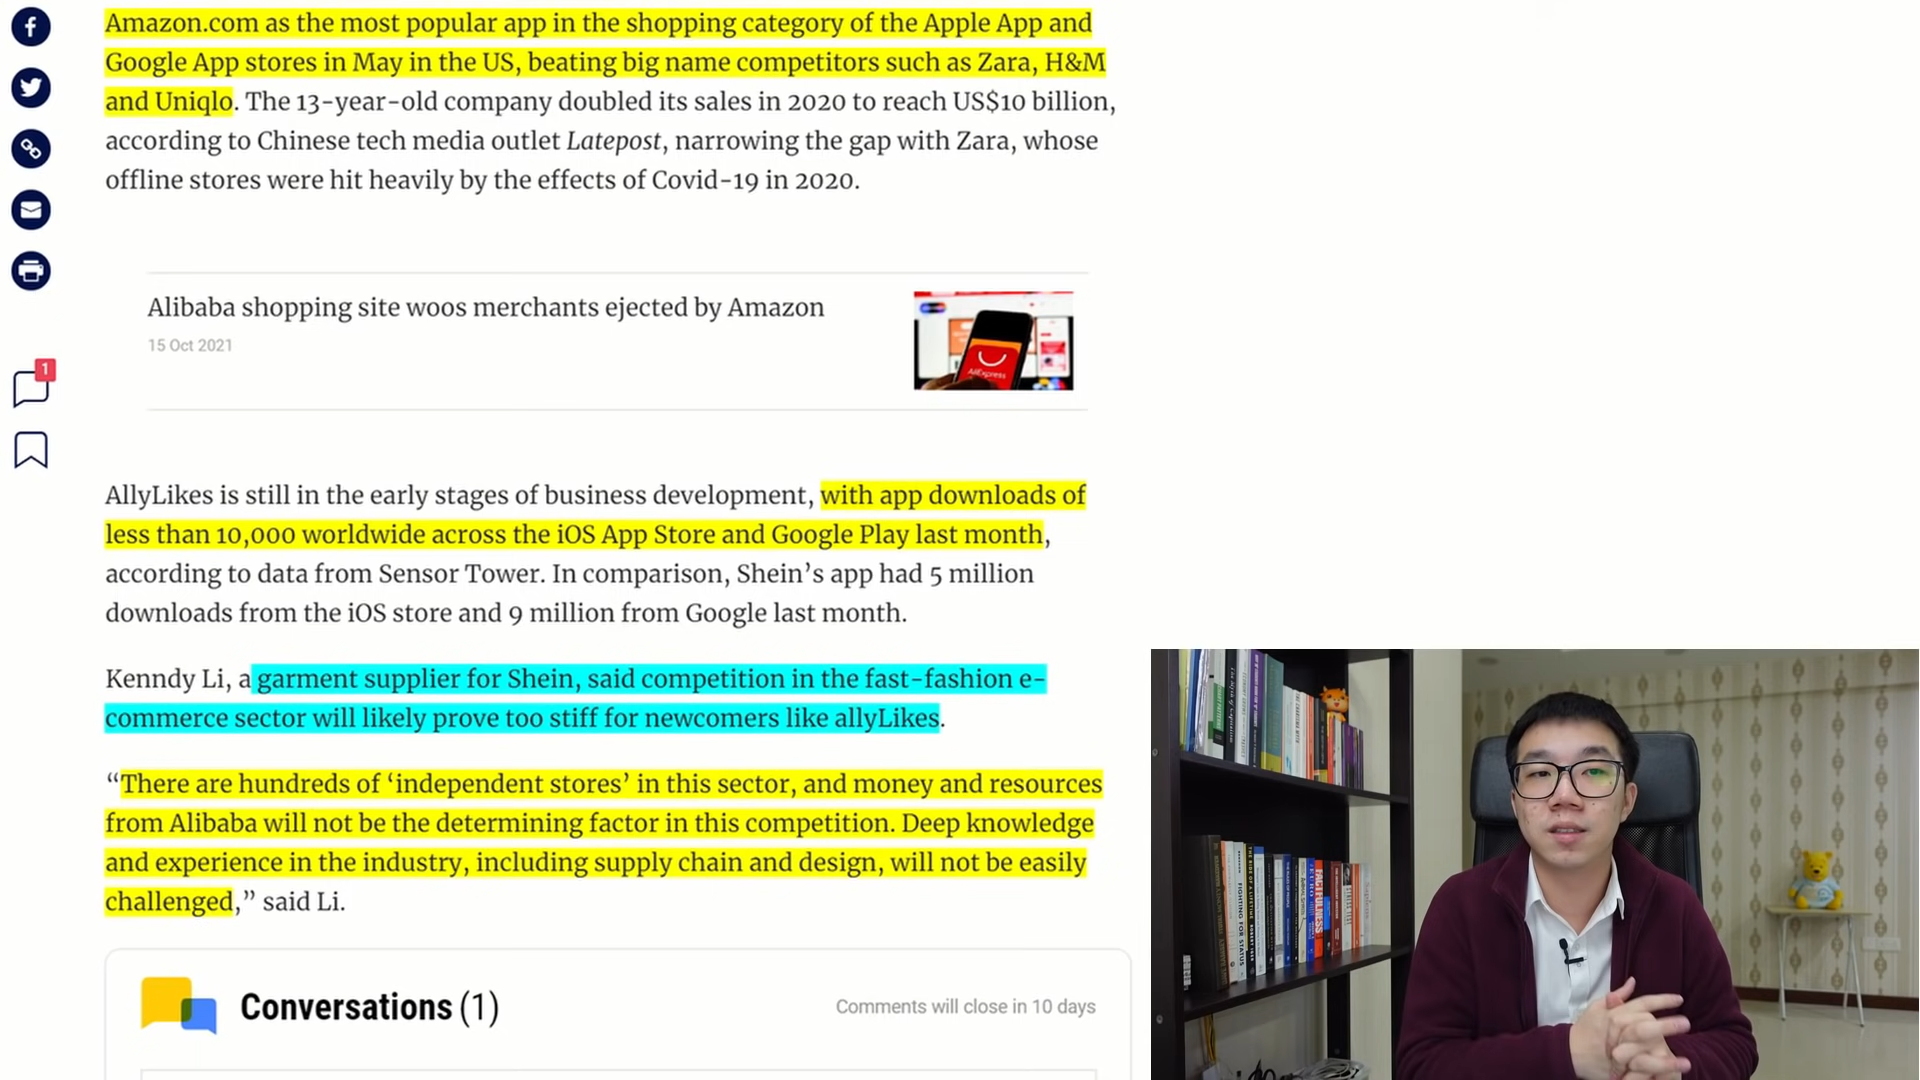 Amazon.com as the most popular app in the shopping category of the Apple App and
Google App stores in May in the US, beating big name competitors such as Zara, H&M
and Uniqlo. The 13-year-old company doubled its sales in 2020 to reach US$10 billion,
according to Chinese tech media outlet Latepost, narrowing the gap with Zara, whose
offline stores were hit heavily by the effects of Covid-19 in 2020.
Alibaba shopping site woos merchants ejected by Amazon
15 Oct 2021
AliExpress
1
AllyLikes is still in the early stages of business development, with app downloads of
less than 10,000 worldwide across the iOS App Store and Google Play last month,
according to data from Sensor Tower. In comparison, Shein’s app had 5 million
downloads from the iOS store and 9 million from Google last month.
Kenndy Li, a garment supplier for Shein, said competition in the fast-fashion e-
commerce sector will likely prove too stiff for newcomers like allyLikes.
“There are hundreds of ‘independent stores’ in this sector, and money and resources
from Alibaba will not be the determining factor in this competition. Deep knowledge
and experience in the industry, including supply chain and design, will not be easily
challenged,” said Li.
Conversations (1)
Comments will close in 10 days
FIGHTING FOR STATUS
FACTFULNESS